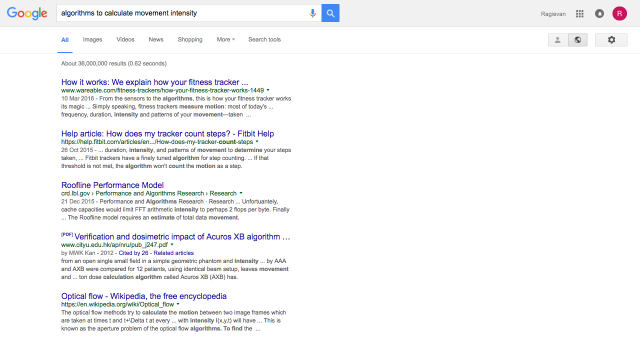 Google
algorithms to calculate movement intensity
Ragjavan
R
All Images Videos News Shopping More Search tools
About 36,000,000 results (0.62 seconds)
How it works: We explain how your fitness tracker ...
www.wareable.com/fitness-trackers/how-your-fitness-tracker-works-1449
10 Mar 2016 - From the sensors to the algorithms, this is how your fitness tracker works
its magic ... Simply speaking, fitness trackers measure motion: most of today's ...
frequency, duration, intensity and patterns of your movement—taken ...
Help article: How does my tracker count steps? - Fitbit Help
https://help.fitbit.com/articles/en.../How-does-my-tracker-count-steps
26 Oct 2015 - ... duration, intensity, and patterns of movement to determine your steps
taken, ... Fitbit trackers have a finely tuned algorithm for step counting. ... If that
threshold is not met, the algorithm won't count the motion as a step.
Roofline Performance Model
crd.lbl.gov › Performance and Algorithms Research › Research
21 Dec 2015 - Performance and Algorithms Research · Research ... Unfortuantely,
cache capacities would limit FFT arithmetic intensity to perhaps 2 flops per byte. Finally
... The Roofline model requires an estimate of total data movement.
[PDF] Verification and dosimetric impact of Acuros XB algorithm ...
www.cityu.edu.hk/ap/nru/pub_j247.pdf
by MWK Kan - 2012 - Cited by 26 - Related articles
from an open single small field in a simple geometric phantom and intensity ... by AAA
and AXB were compared for 12 patients, using identical beam setup, leaves movement
and ... ton dose calculation algorithm called Acuros XB (AXB) has.
Optical flow - Wikipedia, the free encyclopedia
https://en.wikipedia.org/wiki/Optical_flow
The optical flow methods try to calculate the motion between two image frames which
are taken at times t and t+\Delta t at every ... with intensity I(x,y,t) will have ... This is
known as the aperture problem of the optical flow algorithms. To find the ...